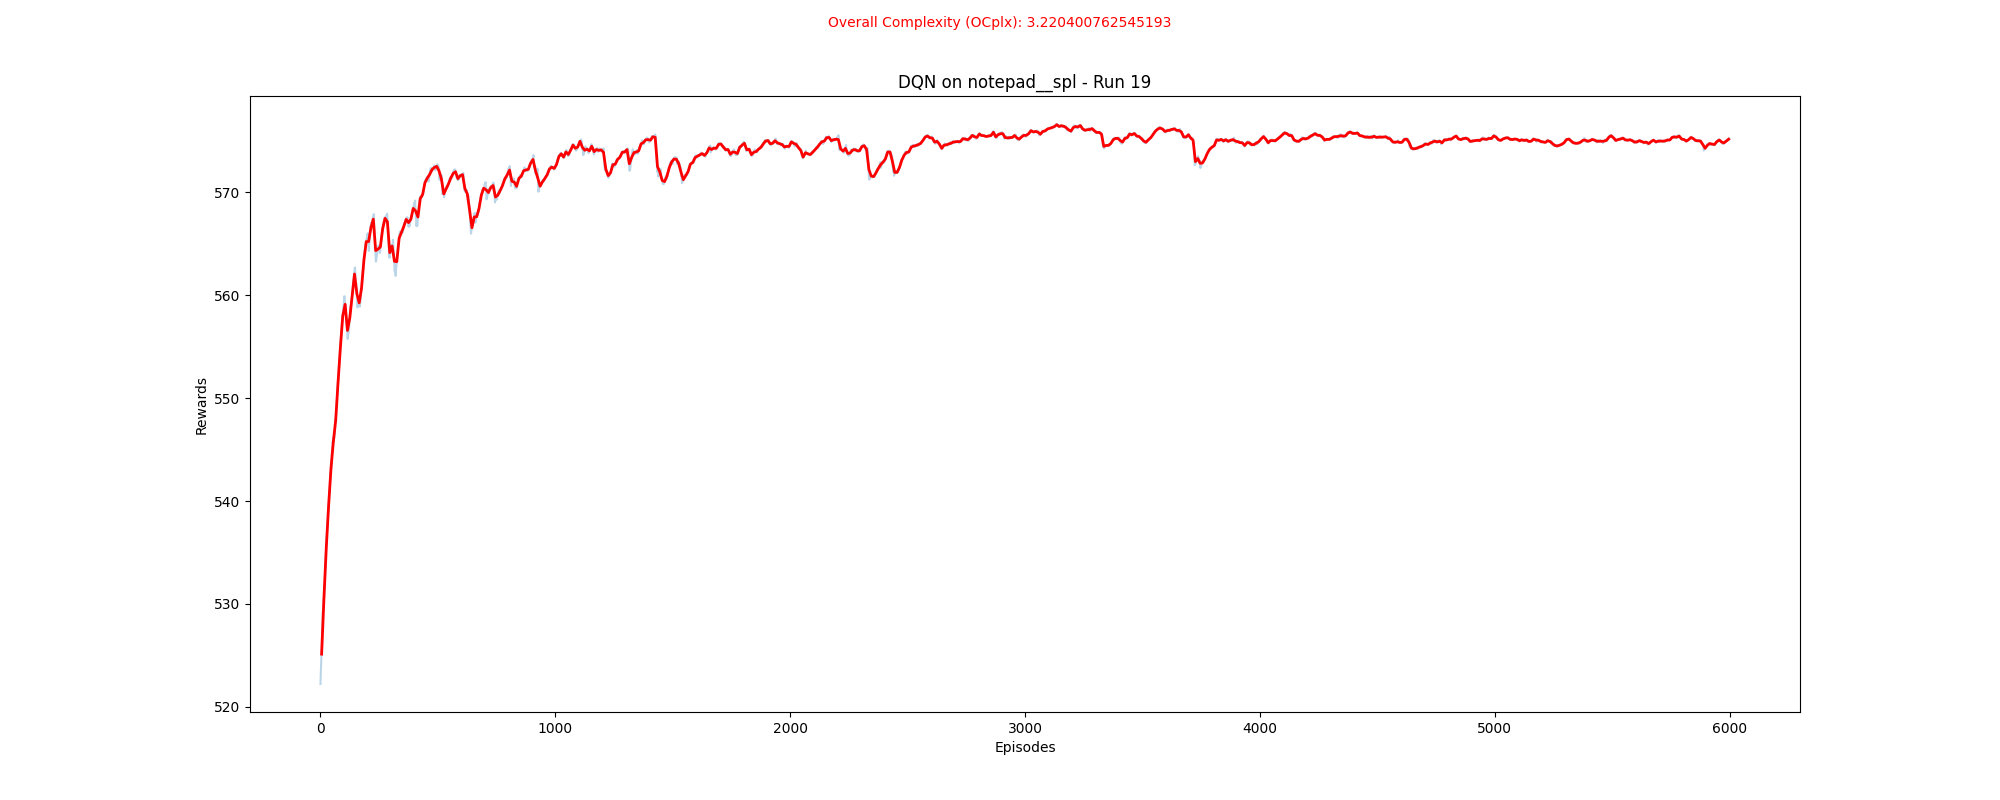 Overall Complexity (OCplx): 3.220400762545193
DQN on notepad__spl - Run 19
570
560
550
540
530
520
Rewards
0 1000 2000 3000 4000 5000 6000
Episodes